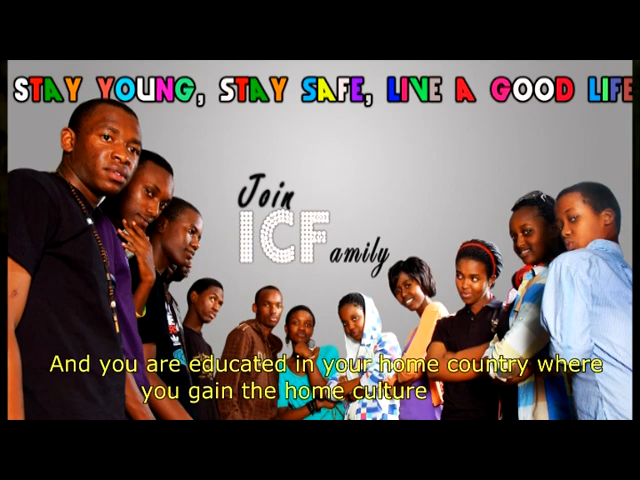 STAY YOUNG, STAY SAFE, LIVE A GOOD LIFE
Join
ICFamily
And you are educated in your home country where
you gain the home culture